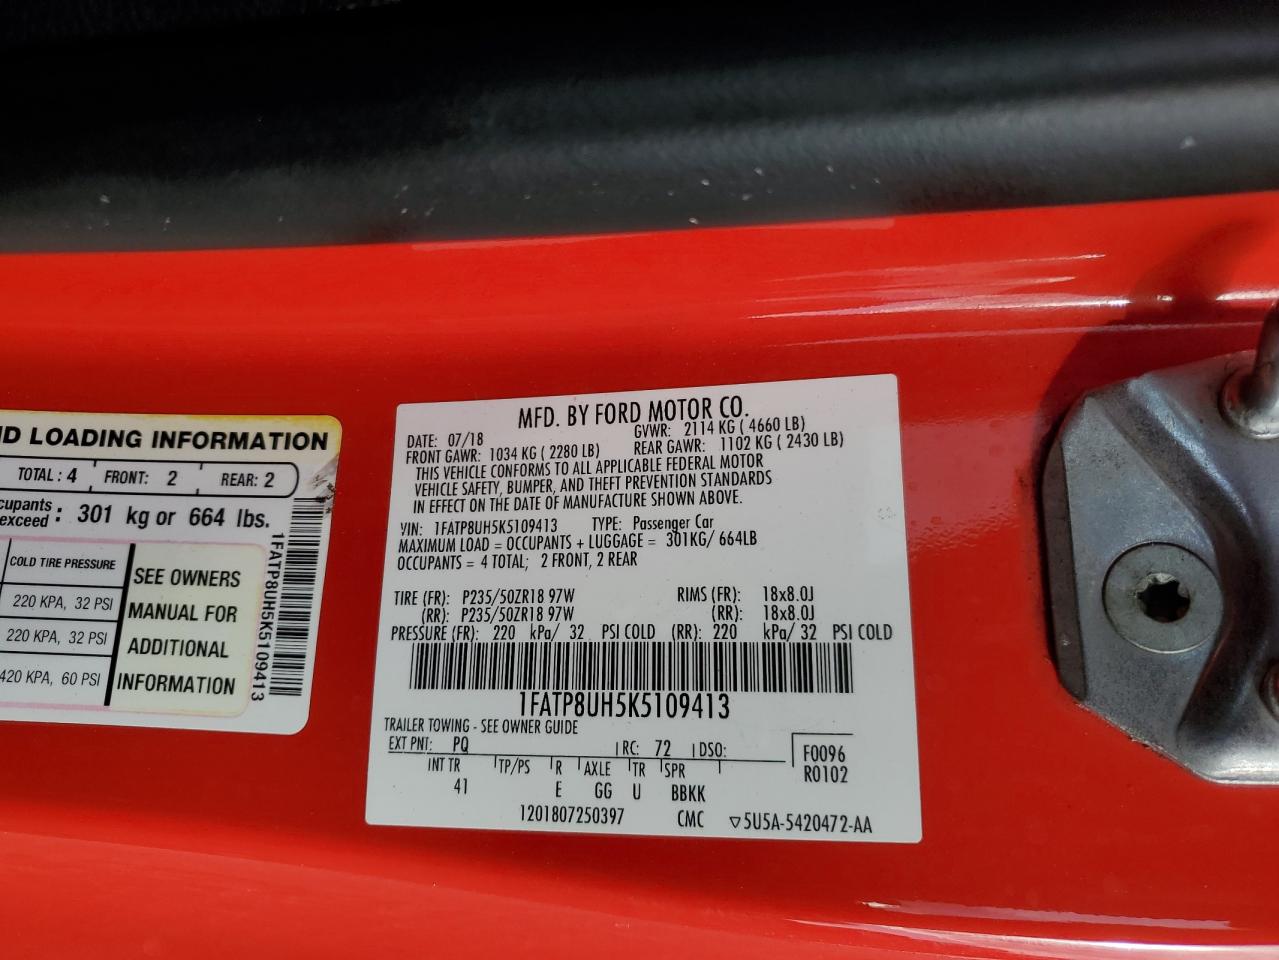 ND LOADING INFORMATION
TOTAL: 4 FRONT: 2 REAR: 2
cupants
exceed : 301 kg or 664 lbs.
COLD TIRE PRESSURE
220 KPA, 32 PSI
220 KPA, 32 PSI
420 KPA, 60 PSI
SEE OWNERS
MANUAL FOR
ADDITIONAL
INFORMATION
1FATP8UH5K5109413
MFD. BY FORD MOTOR CO.
DATE: 07/18 GVWR: 2114 KG ( 4660 LB)
FRONT GAWR: 1034 KG ( 2280 LB) REAR GAWR: 1102 KG ( 2430 LB)
THIS VEHICLE CONFORMS TO ALL APPLICABLE FEDERAL MOTOR
VEHICLE SAFETY, BUMPER, AND THEFT PREVENTION STANDARDS
IN EFFECT ON THE DATE OF MANUFACTURE SHOWN ABOVE.
VIN: 1FATP8UH5K5109413 TYPE: Passenger Car
MAXIMUM LOAD = OCCUPANTS + LUGGAGE = 301KG/ 664LB
OCCUPANTS = 4 TOTAL; 2 FRONT, 2 REAR
TIRE (FR): P235/50ZR18 97W RIMS (FR): 18x8.0J
(RR): P235/50ZR18 97W (RR): 18x8.0J
PRESSURE (FR): 220 kPa/ 32 PSI COLD (RR): 220 kPa/ 32 PSI COLD
1FATP8UH5K5109413
TRAILER TOWING - SEE OWNER GUIDE
EXT PNT: PQ RC: 72 DSO: F0096
INT TR TP/PS R AXLE TR SPR R0102
41 E GG U BBKK
1201807250397 CMC ▽5U5A-5420472-AA